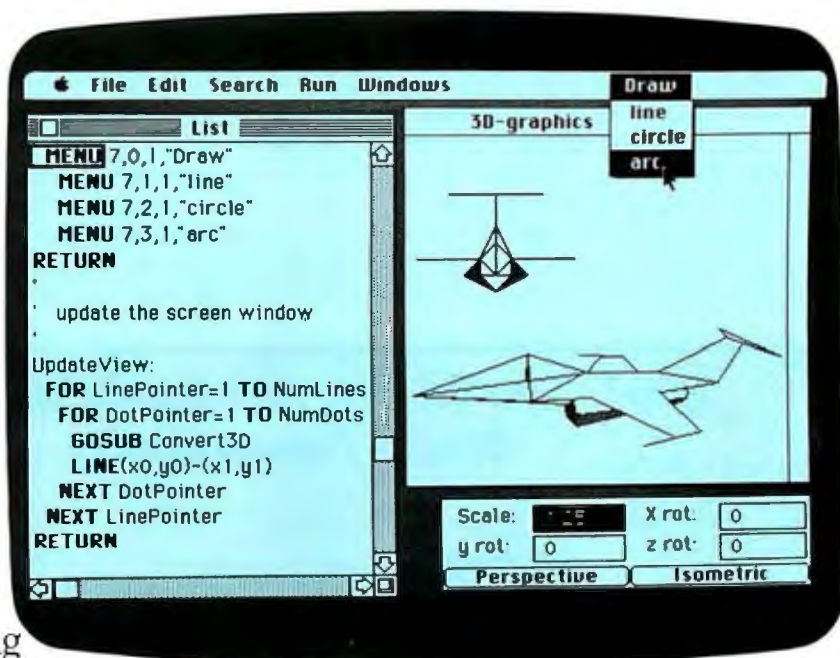 File Edit Search Run Windows Draw
line
circle
arc
List
MENU 7,0,1,"Draw"
MENU 7,1,1,"line"
MENU 7,2,1,"circle"
MENU 7,3,1,"arc"
RETURN
'
' update the screen window
'
UpdateView:
FOR LinePointer=1 TO NumLines
FOR DotPointer=1 TO NumDots
GOSUB Convert3D
LINE(x0,y0)-(x1,y1)
NEXT DotPointer
NEXT LinePointer
RETURN
3D-graphics
Scale: X rot: 0
y rot: 0 z rot: 0
Perspective Isometric